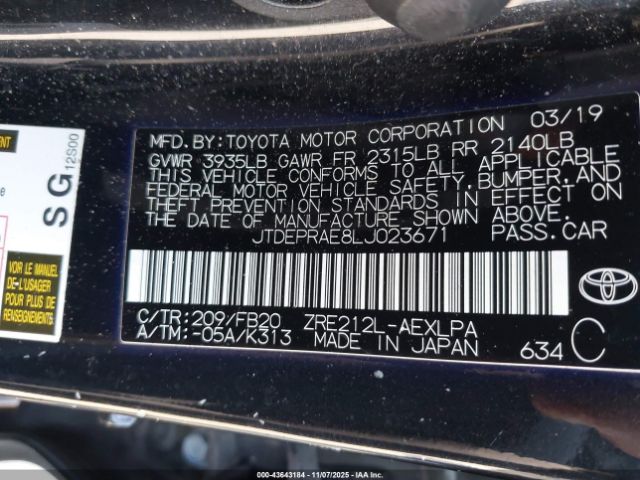 MFD. BY: TOYOTA MOTOR CORPORATION 03/19
GVWR 3935LB GAWR FR 2315LB RR 2140LB
THIS VEHICLE CONFORMS TO ALL APPLICABLE
FEDERAL MOTOR VEHICLE SAFETY, BUMPER, AND
THEFT PREVENTION STANDARDS IN EFFECT ON
THE DATE OF MANUFACTURE SHOWN ABOVE.
JTDEPRAE8LJ023671 PASS.CAR
C/TR: 209/FB20 ZRE212L-AEXLPA
A/TM: -05A/K313 MADE IN JAPAN 634 C
SG
12S00
VOIR LE MANUEL
DE L'USAGER
POUR PLUS DE
RENSEIGNEMENTS
000-43643184 11/07/2025 IAA Inc.